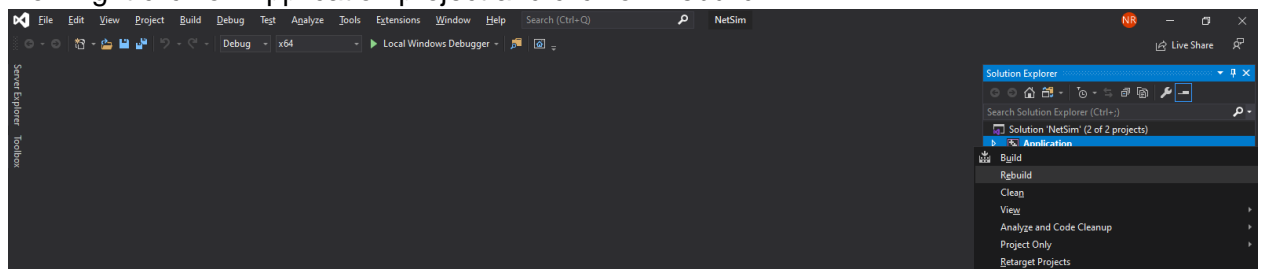 File Edit View Project Build Debug Test Analyze Tools Extensions Window Help Search (Ctrl+Q) NetSim NR
Debug x64 Local Windows Debugger Live Share
Server Explorer
Toolbox
Solution Explorer
Search Solution Explorer (Ctrl+;)
Solution 'NetSim' (2 of 2 projects)
Application
Build
Rebuild
Clean
View
Analyze and Code Cleanup
Project Only
Retarget Projects